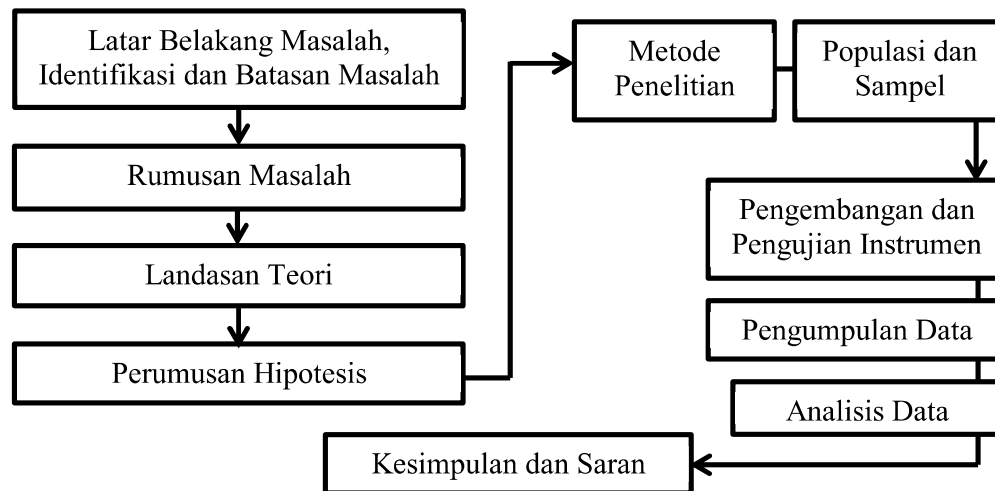 Latar Belakang Masalah,
Identifikasi dan Batasan Masalah
Rumusan Masalah
Landasan Teori
Perumusan Hipotesis
Metode
Penelitian
Populasi dan
Sampel
Pengembangan dan
Pengujian Instrumen
Pengumpulan Data
Analisis Data
Kesimpulan dan Saran